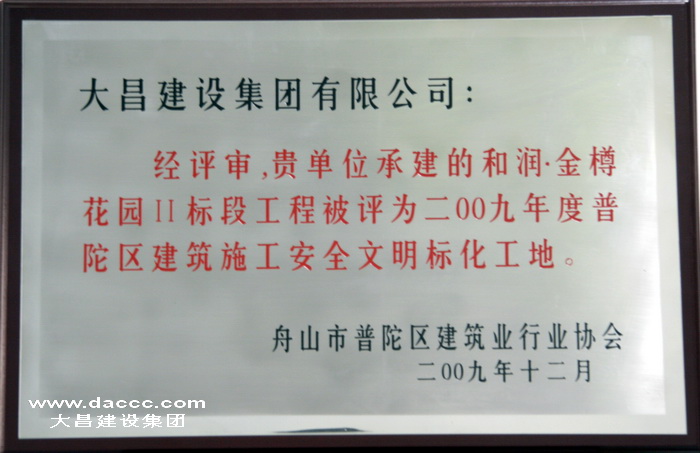 大昌建设集团有限公司:
经评审,贵单位承建的和润·金樽
花园II标段工程被评为二00九年度普
陀区建筑施工安全文明标化工地。
舟山市普陀区建筑业行业协会
二00九年十二月
www.daccc.com
大昌建设集团